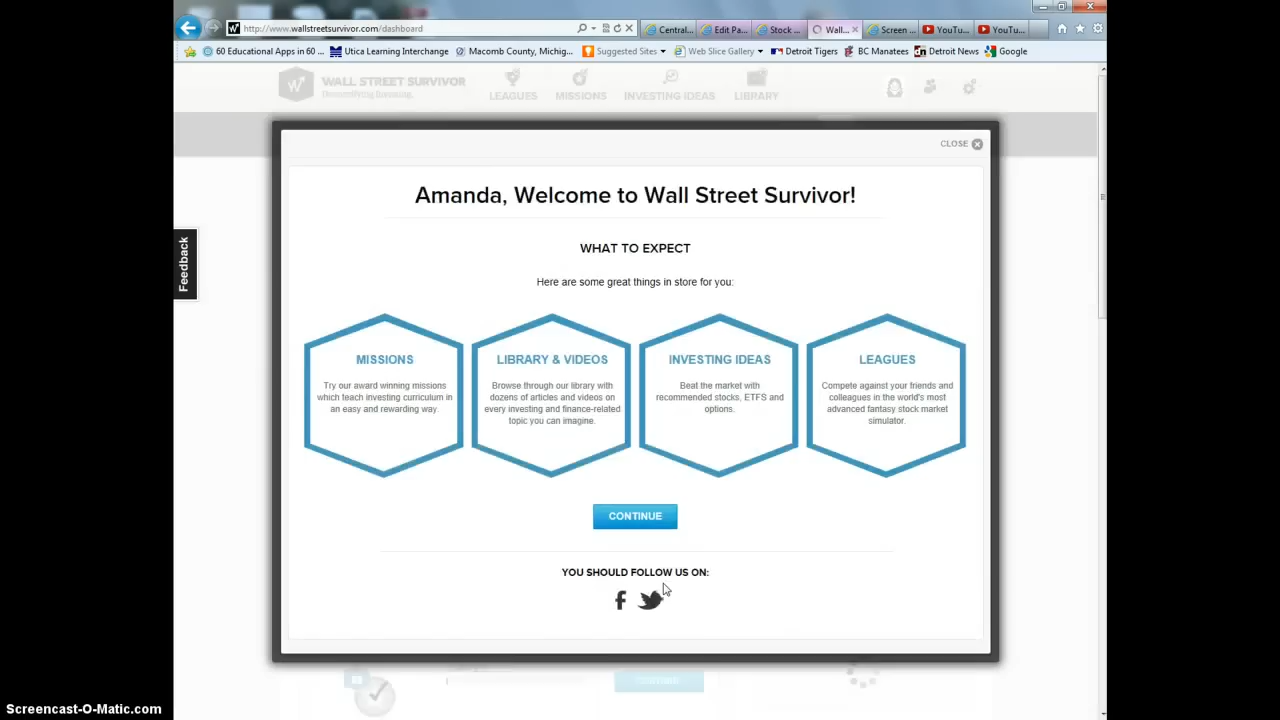 http://www.wallstreetsurvivor.com/dashboard
Central...
Edit Pa...
Stock ...
Wall...
Screen ...
YouTu...
YouTu...
60 Educational Apps in 60 ...
Utica Learning Interchange
Macomb County, Michig...
Suggested Sites
Web Slice Gallery
Detroit Tigers
BC Manatees
Detroit News
Google
WALL STREET SURVIVOR
Demystifying Investing.
LEAGUES
MISSIONS
INVESTING IDEAS
LIBRARY
CLOSE
Feedback
Amanda, Welcome to Wall Street Survivor!
WHAT TO EXPECT
Here are some great things in store for you:
MISSIONS
Try our award winning missions
which teach investing curriculum in
an easy and rewarding way.
LIBRARY & VIDEOS
Browse through our library with
dozens of articles and videos on
every investing and finance-related
topic you can imagine.
INVESTING IDEAS
Beat the market with
recommended stocks, ETFS and
options.
LEAGUES
Compete against your friends and
colleagues in the world's most
advanced fantasy stock market
simulator.
CONTINUE
YOU SHOULD FOLLOW US ON:
CONTINUE
Screencast-O-Matic.com